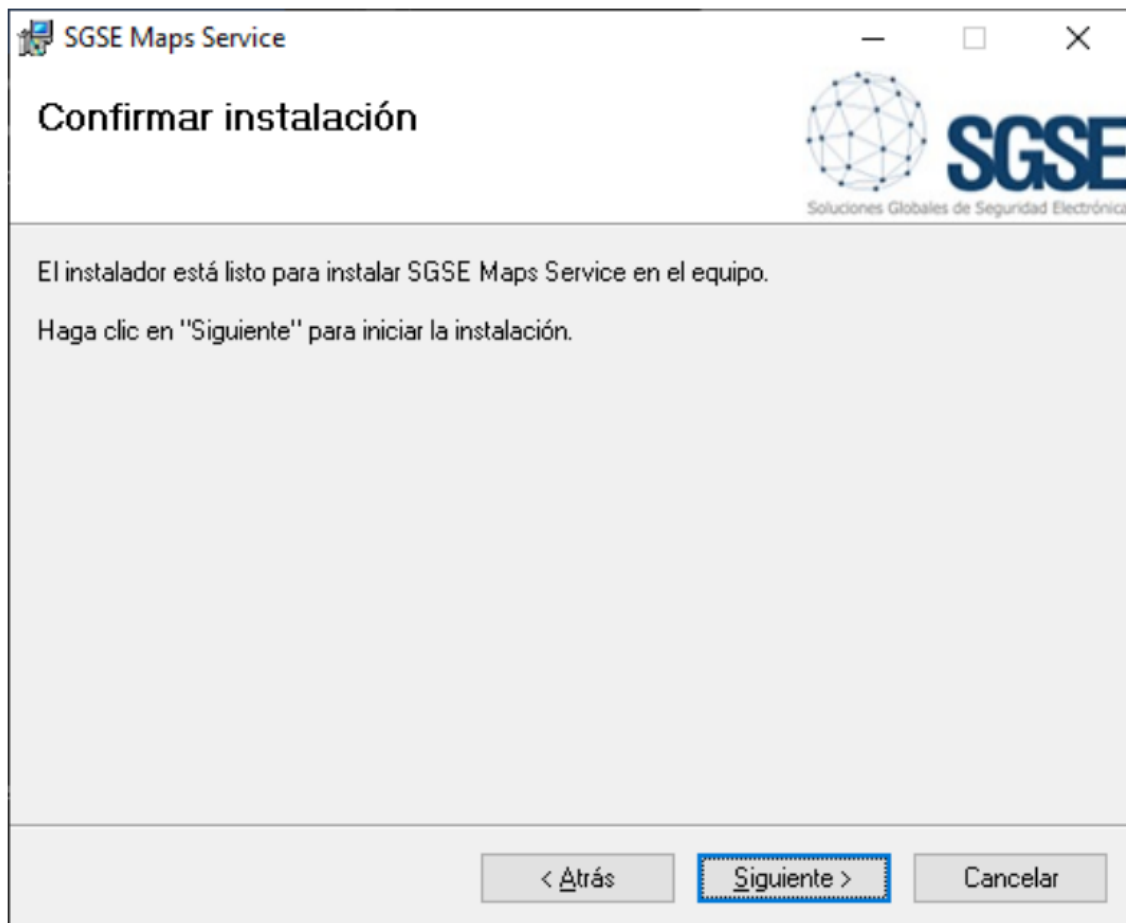 SGSE Maps Service
Confirmar instalación
SGSE
Soluciones Globales de Seguridad Electrónica
El instalador está listo para instalar SGSE Maps Service en el equipo.
Haga clic en "Siguiente" para iniciar la instalación.
< Atrás
Siguiente >
Cancelar